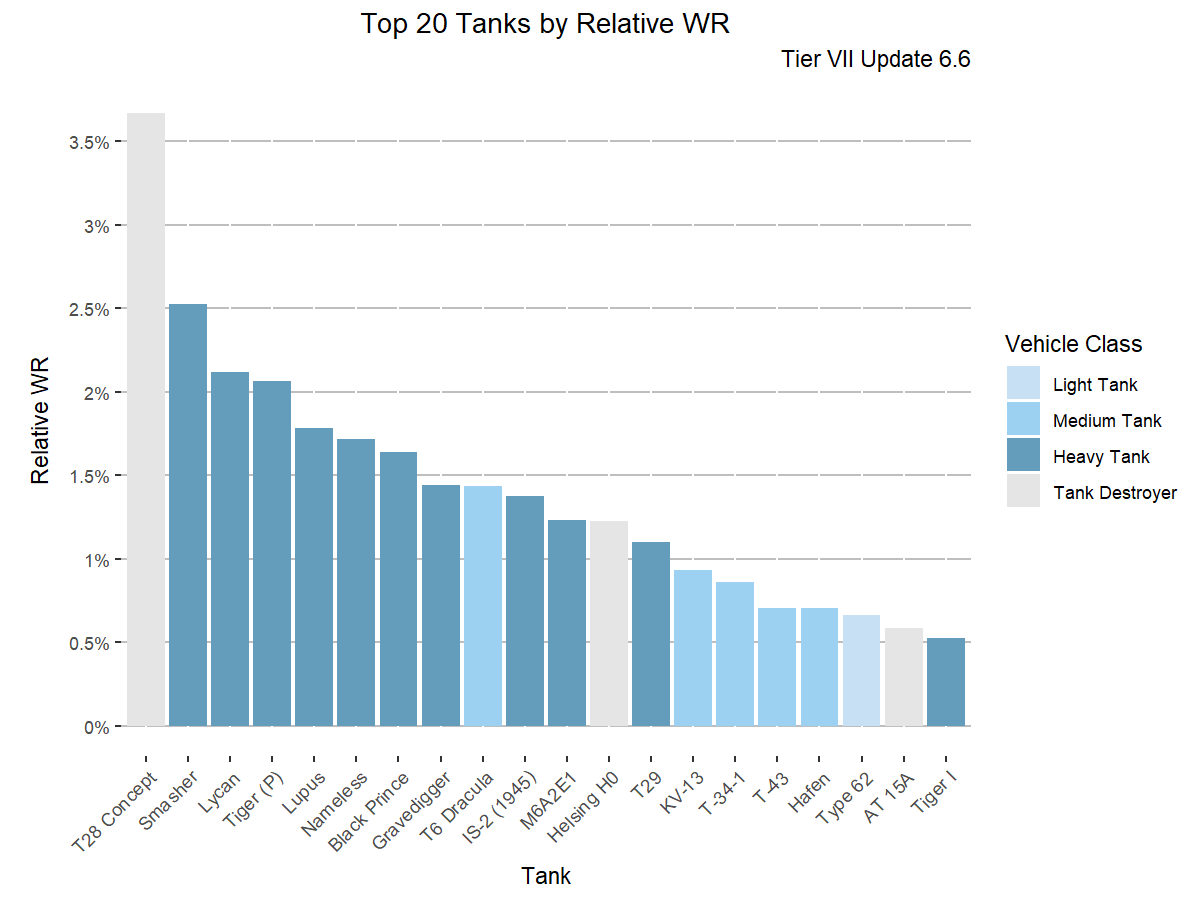 Top 20 Tanks by Relative WR
Tier VII Update 6.6
3.5%
3%
2.5%
2%
1.5%
1%
0.5%
0%
Relative WR
T28 Concept
Smasher
Lycan
Tiger (P)
Lupus
Nameless
Black Prince
Gravedigger
T6 Dracula
IS-2 (1945)
M6A2E1
Helsing H0
T29
KV-13
T-34-1
T-43
Hafen
Type 62
AT 15A
Tiger I
Tank
Vehicle Class
Light Tank
Medium Tank
Heavy Tank
Tank Destroyer